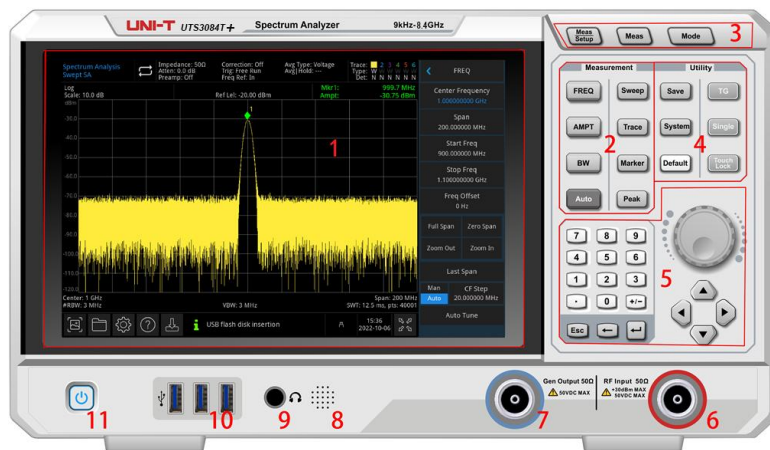 UNI-T UTS3084T+ Spectrum Analyzer 9kHz-8.4GHz
Spectrum Analysis
Swept SA
Impedance: 50Ω
Atten: 0.0 dB
Preamp: Off
Correction: Off
Trig: Free Run
Freq Ref: In
Avg Type: Voltage
Avg|Hold: ---
Trace: 2 3 4 5 6
Type: W
Det: N N N N N N
Log
Scale: 10.0 dB
Ref Lel: -20.00 dBm
Mkr1: 999.7 MHz
Ampt: -30.75 dBm
dBm
-30.0
-40.0
-50.0
-60.0
-70.0
-80.0
-90.0
-100.0
-110.0
-120.0
1
1
Center: 1 GHz
#RBW: 3 MHz
VBW: 3 MHz
Span: 200 MHz
SWT: 12.5 ms, pts: 40001
USB flash disk insertion
15:36
2022-10-06
FREQ
Center Frequency
1.000000000 GHz
Span
200.000000 MHz
Start Freq
900.000000 MHz
Stop Freq
1.100000000 GHz
Freq Offset
0 Hz
Full Span Zero Span
Zoom Out Zoom In
Last Span
Man
Auto
CF Step
20.000000 MHz
Auto Tune
Meas
Setup
Meas
Mode
3
Measurement
FREQ Sweep
AMPT Trace
2
BW Marker
Auto Peak
Utility
Save TG
System Single
4
Default
Touch
Lock
7 8 9
4 5 6
1 2 3
. 0 +/-
Esc
5
11
10
9
8
Gen Output 50Ω
50VDC MAX
7
RF Input 50Ω
+30dBm MAX
50VDC MAX
6